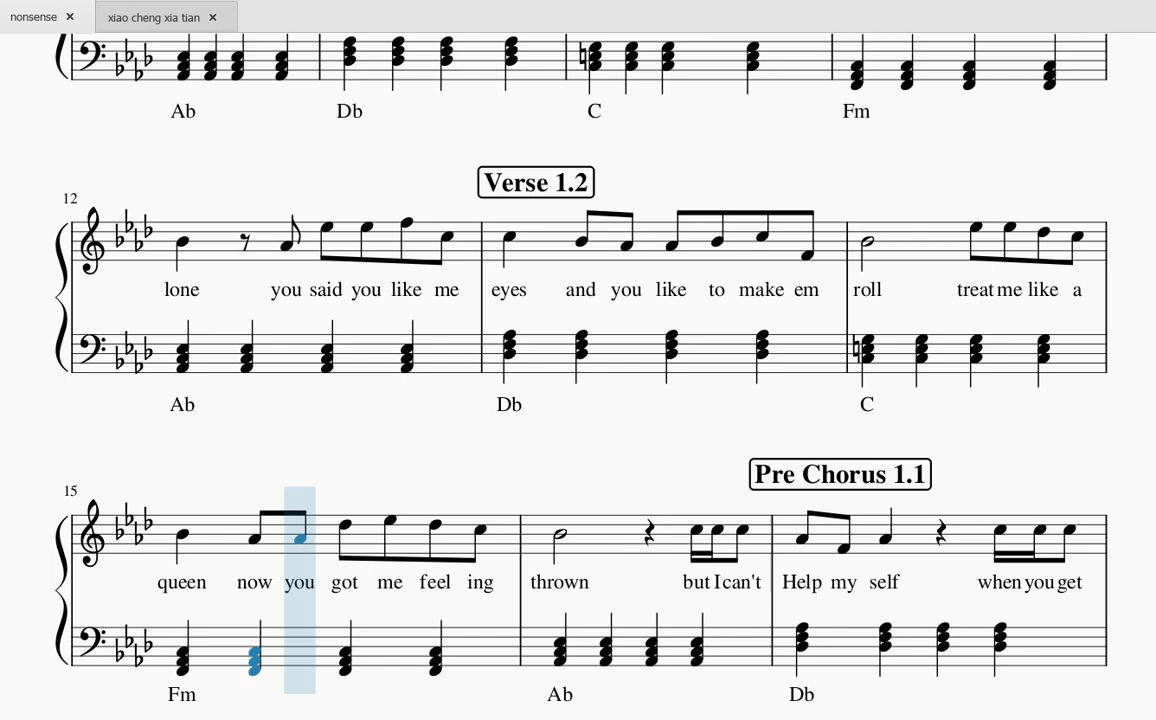 nonsense ✕ xiao cheng xia tian ✕
Ab Db C Fm
Verse 1.2
12
lone you said you like me eyes and you like to make em roll treat me like a
Ab Db C
Pre Chorus 1.1
15
queen now you got me feel ing thrown but I can't Help my self when you get
Fm Ab Db